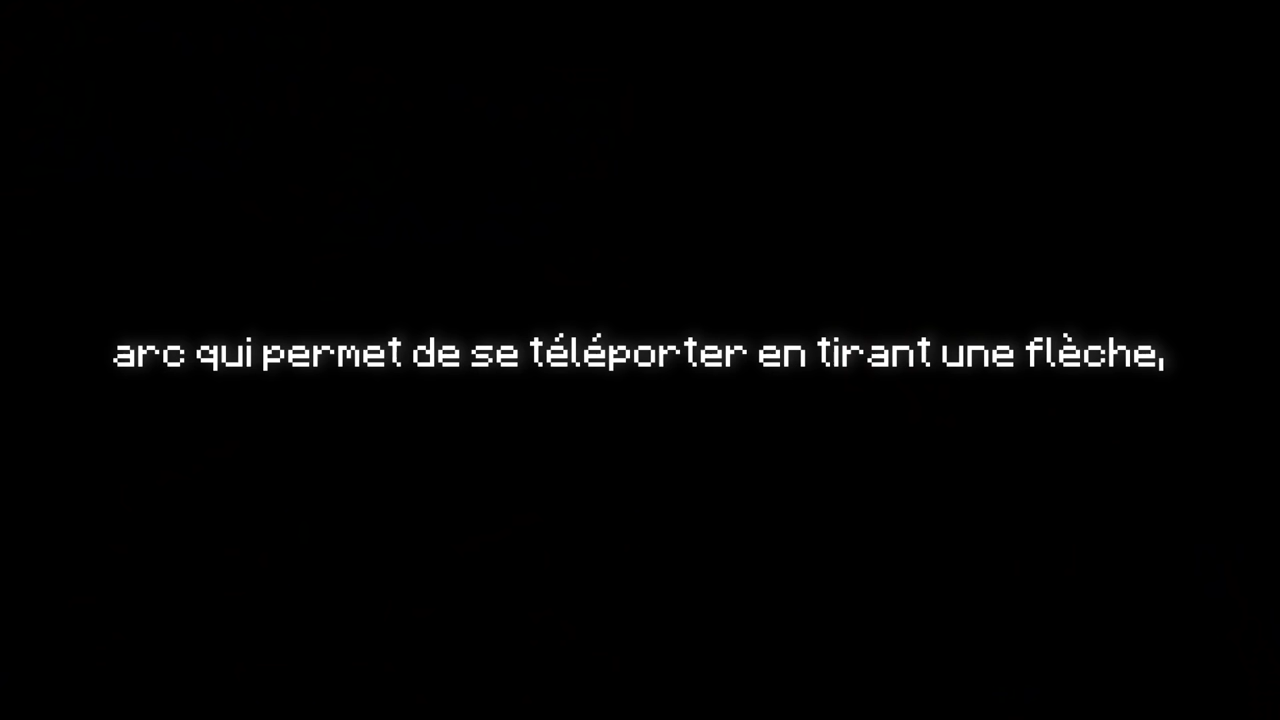 arc qui permet de se téléporter en tirant une flèche,